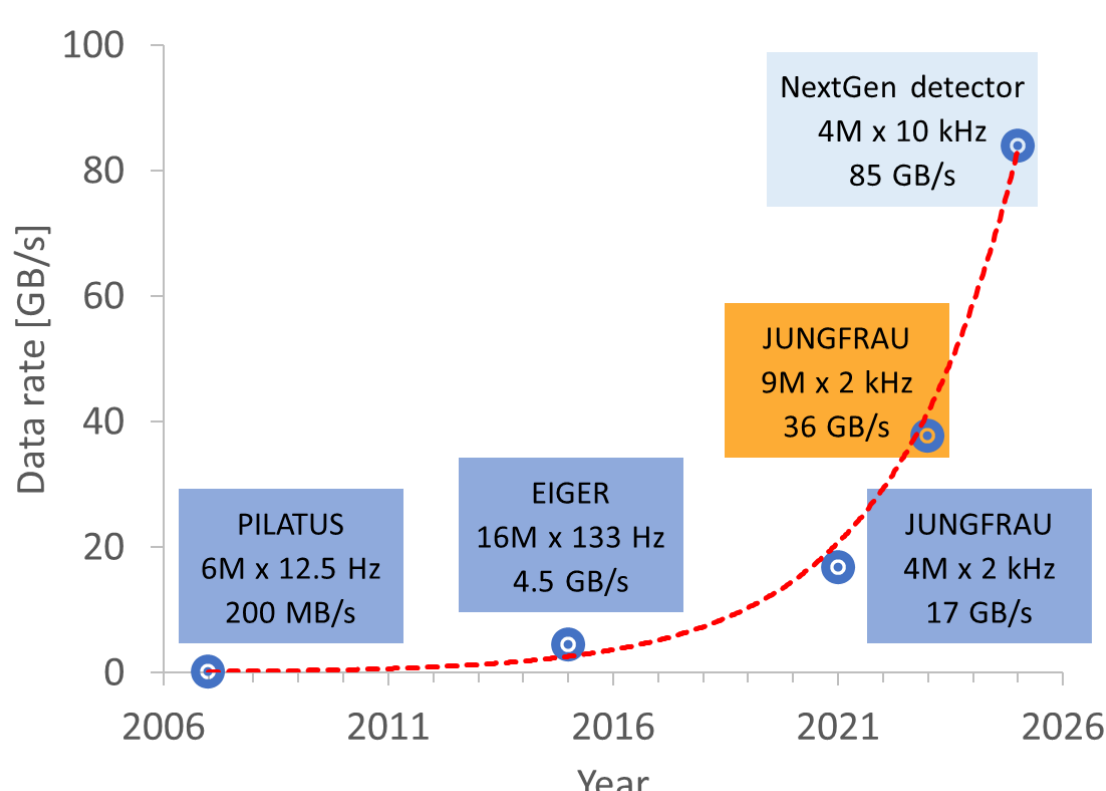 100
80
60
40
20
0
Data rate [GB/s]
NextGen detector
4M x 10 kHz
85 GB/s
JUNGFRAU
9M x 2 kHz
36 GB/s
EIGER
16M x 133 Hz
4.5 GB/s
PILATUS
6M x 12.5 Hz
200 MB/s
JUNGFRAU
4M x 2 kHz
17 GB/s
2006
2011
2016
2021
2026
Year